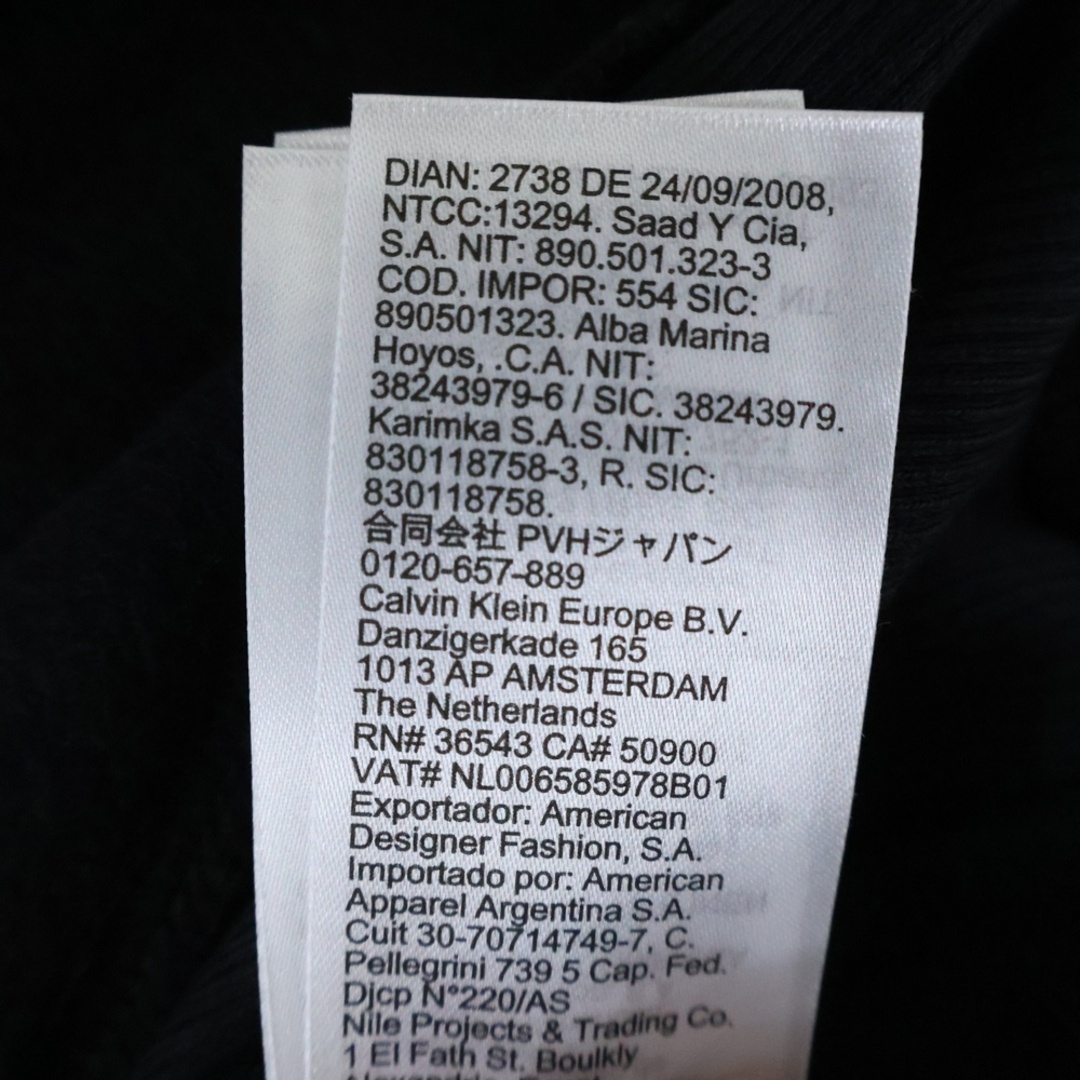 DIAN: 2738 DE 24/09/2008,
NTCC:13294. Saad Y Cia,
S.A. NIT: 890.501.323-3
COD. IMPOR: 554 SIC:
890501323. Alba Marina
Hoyos, .C.A. NIT:
38243979-6 / SIC. 38243979.
Karimka S.A.S. NIT:
830118758-3, R. SIC:
830118758.
合同会社 PVHジャパン
0120-657-889
Calvin Klein Europe B.V.
Danzigerkade 165
1013 AP AMSTERDAM
The Netherlands
RN# 36543 CA# 50900
VAT# NL006585978B01
Exportador: American
Designer Fashion, S.A.
Importado por: American
Apparel Argentina S.A.
Cuit 30-70714749-7, C.
Pellegrini 739 5 Cap. Fed.
Djcp N°220/AS
Nile Projects & Trading Co.
1 El Fath St. Boulkly